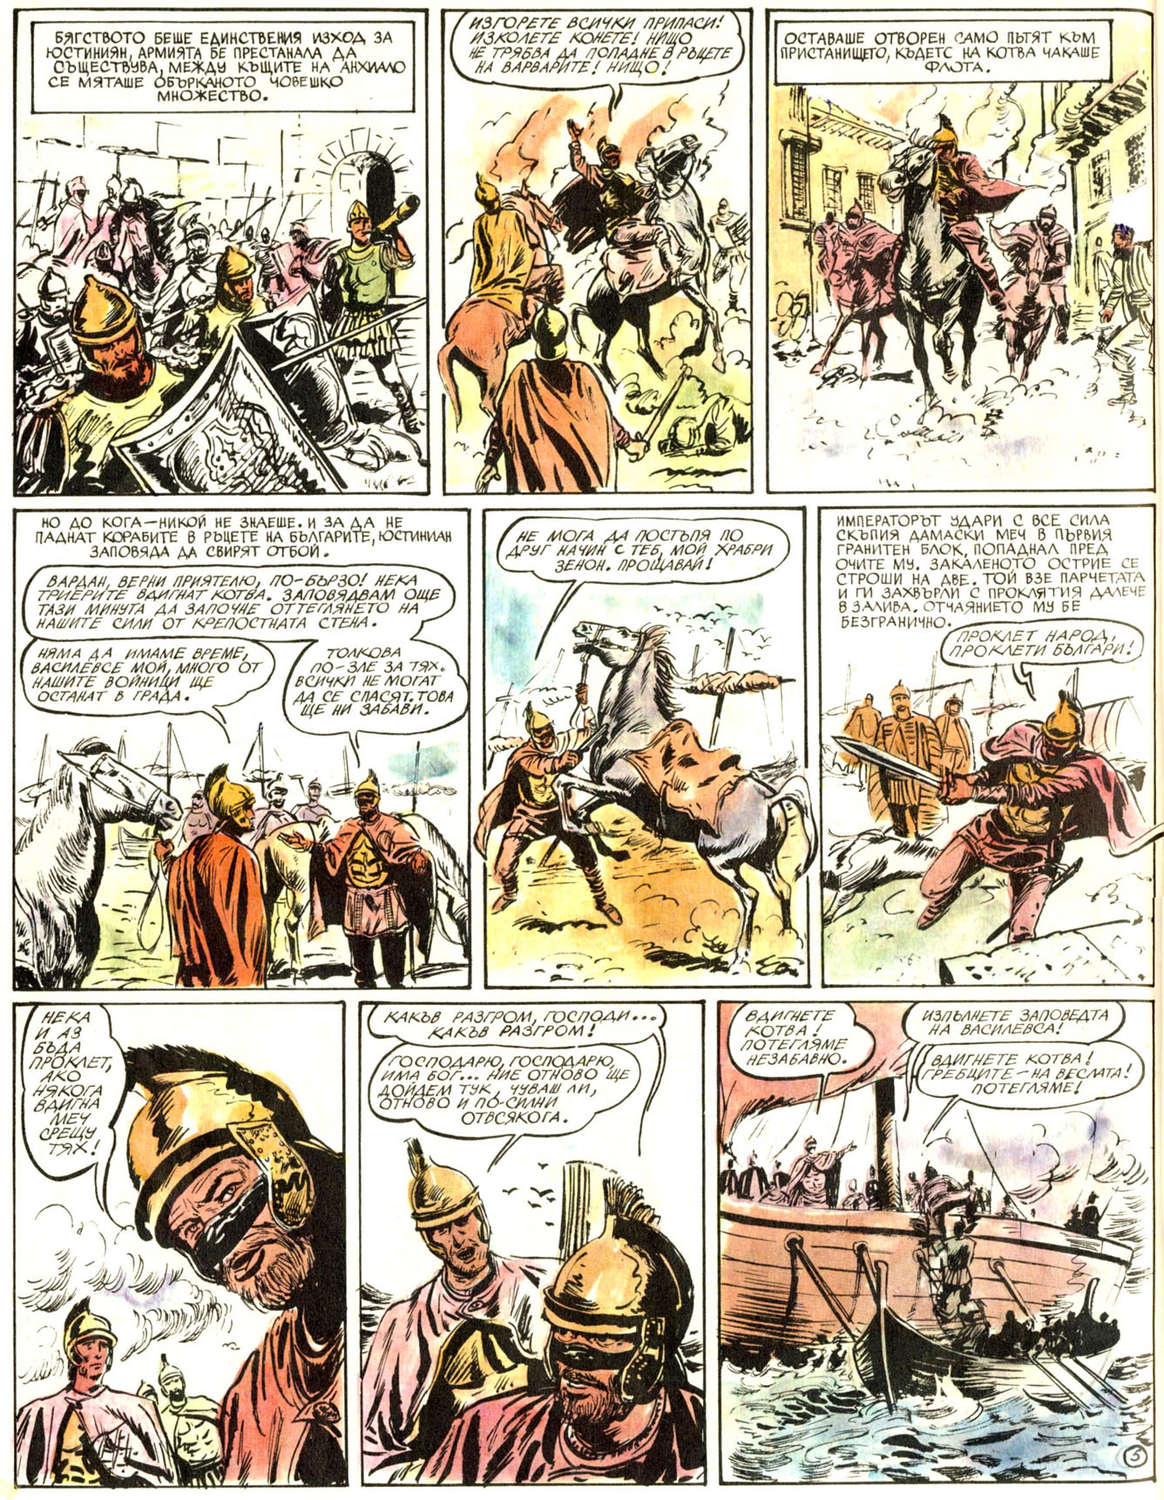 БЯГСТВОТО БЕШЕ ЕДИНСТВЕНИЯ ИЗХОД ЗА
ЮСТИНИЯН, АРМИЯТА БЕ ПРЕСТАНАЛА ДА
СЪЩЕСТВУВА, МЕЖДУ КЪЩИТЕ НА АНХИАЛО
СЕ МЯТАШЕ ОБЪРКАНОТО ЧОВЕШКО
МНОЖЕСТВО.
ИЗГОРЕТЕ ВСИЧКИ ПРИПАСИ!
ИЗКОЛЕТЕ КОНЕТЕ! НИЩО
НЕ ТРЯБВА ДА ПОПАДНЕ В РЪЦЕТЕ
НА ВАРВАРИТЕ! НИЩО!
ОСТАВАШЕ ОТВОРЕН САМО ПЪТЯТ КЪМ
ПРИСТАНИЩЕТО, КЪДЕТО НА КОТВА ЧАКАШЕ
ФЛОТА.
НО ДО КОГА – НИКОЙ НЕ ЗНАЕШЕ. И ЗА ДА НЕ
ПАДНАТ КОРАБИТЕ В РЪЦЕТЕ НА БЪЛГАРИТЕ, ЮСТИНИАН
ЗАПОВЯДА ДА СВИРЯТ ОТБОЙ.
ВАРДАН, ВЕРНИ ПРИЯТЕЛЮ, ПО-БЪРЗО! НЕКА
ТРИЕРИТЕ ВДИГНАТ КОТВА. ЗАПОВЯДВАМ ОЩЕ
ТАЗИ МИНУТА ДА ЗАПОЧНЕ ОТТЕГЛЯНЕТО НА
НАШИТЕ СИЛИ ОТ КРЕПОСТНАТА СТЕНА.
НЯМА ДА ИМАМЕ ВРЕМЕ,
ВАСИЛЕВСЕ МОЙ, МНОГО ОТ
НАШИТЕ ВОЙНИЦИ ЩЕ
ОСТАНАТ В ГРАДА.
ТОЛКОВА
ПО-ЗЛЕ ЗА ТЯХ.
ВСИЧКИ НЕ МОГАТ
ДА СЕ СПАСЯТ. ТОВА
ЩЕ НИ ЗАБАВИ.
НЕ МОГА ДА ПОСТЪПЯ ПО
ДРУГ НАЧИН С ТЕБ, МОЙ ХРАБРИ
ЗЕНОН. ПРОЩАВАЙ!
ИМПЕРАТОРЪТ УДАРИ С ВСЕ СИЛА
СКЪПИЯ ДАМАСКИ МЕЧ В ПЪРВИЯ
ГРАНИТЕН БЛОК, ПОПАДНАЛ ПРЕД
ОЧИТЕ МУ. ЗАКАЛЕНОТО ОСТРИЕ СЕ
СТРОШИ НА ДВЕ. ТОЙ ВЗЕ ПАРЧЕТАТА
И ГИ ЗАХВЪРЛИ С ПРОКЛЯТИЯ ДАЛЕЧЕ
В ЗАЛИВА. ОТЧАЯНИЕТО МУ БЕ
БЕЗГРАНИЧНО.
ПРОКЛЕТ НАРОД,
ПРОКЛЕТИ БЪЛГАРИ!
НЕКА
И АЗ
БЪДА
ПРОКЛЕТ,
АКО
НЯКОГА
ВДИГНА
МЕЧ
СРЕЩУ
ТЯХ!
КАКЪВ РАЗГРОМ, ГОСПОДИ...
КАКЪВ РАЗГРОМ!
ГОСПОДАРЮ, ГОСПОДАРЮ,
ИМА БОГ... НИЕ ОТНОВО ЩЕ
ДОЙДЕМ ТУК, ЧУВАШ ЛИ,
ОТНОВО И ПО-СИЛНИ
ОТВСЯКОГА.
ВДИГНЕТЕ
КОТВА!
ПОТЕГЛЯМЕ
НЕЗАБАВНО.
ИЗПЪЛНЕТЕ ЗАПОВЕДТА
НА ВАСИЛЕВСА!
ВДИГНЕТЕ КОТВА!
ГРЕБЦИТЕ – НА ВЕСЛАТА!
ПОТЕГЛЯМЕ!
5